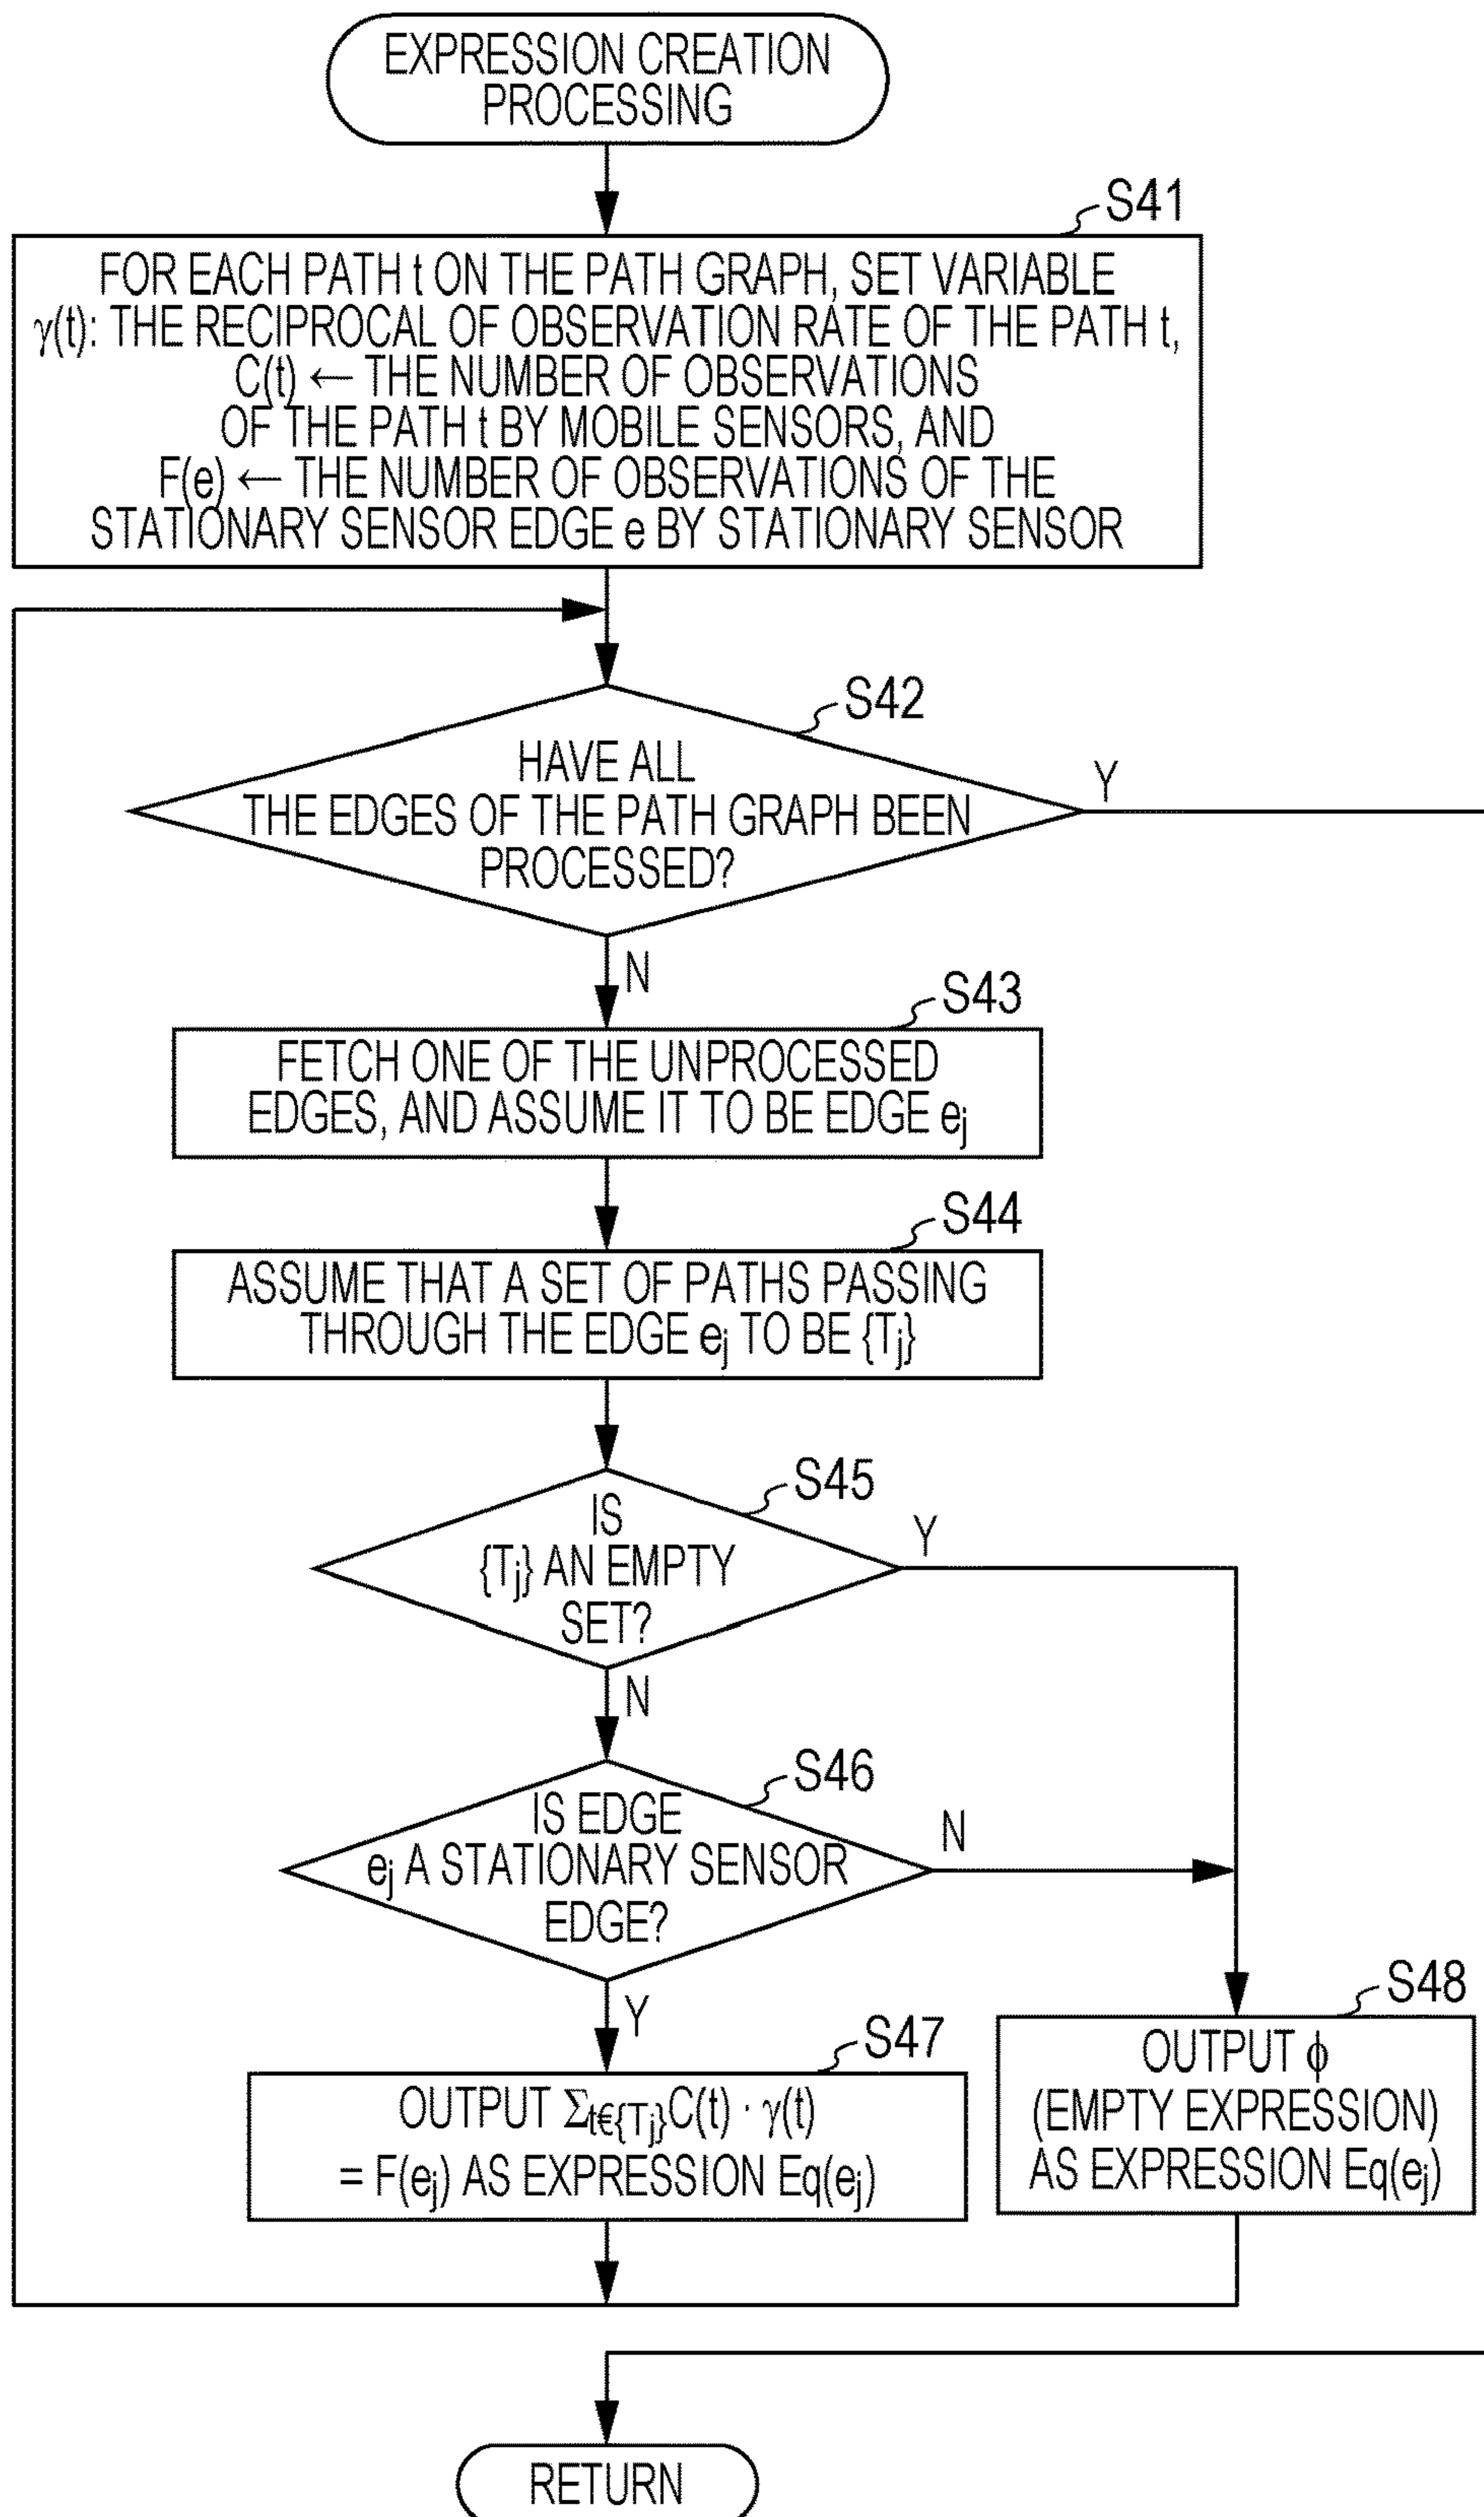 EXPRESSION CREATION
PROCESSING
S41
FOR EACH PATH t ON THE PATH GRAPH, SET VARIABLE
γ(t): THE RECIPROCAL OF OBSERVATION RATE OF THE PATH t,
C(t) ← THE NUMBER OF OBSERVATIONS
OF THE PATH t BY MOBILE SENSORS, AND
F(e) ← THE NUMBER OF OBSERVATIONS OF THE
STATIONARY SENSOR EDGE e BY STATIONARY SENSOR
S42
HAVE ALL
THE EDGES OF THE PATH GRAPH BEEN
PROCESSED?
Y
N
S43
FETCH ONE OF THE UNPROCESSED
EDGES, AND ASSUME IT TO BE EDGE ej
S44
ASSUME THAT A SET OF PATHS PASSING
THROUGH THE EDGE ej TO BE {Tj}
S45
IS
{Tj} AN EMPTY
SET?
Y
N
S46
IS EDGE
ej A STATIONARY SENSOR
EDGE?
N
Y
S47
OUTPUT Σt€{Tj}C(t) · γ(t)
= F(ej) AS EXPRESSION Eq(ej)
S48
OUTPUT ϕ
(EMPTY EXPRESSION)
AS EXPRESSION Eq(ej)
RETURN